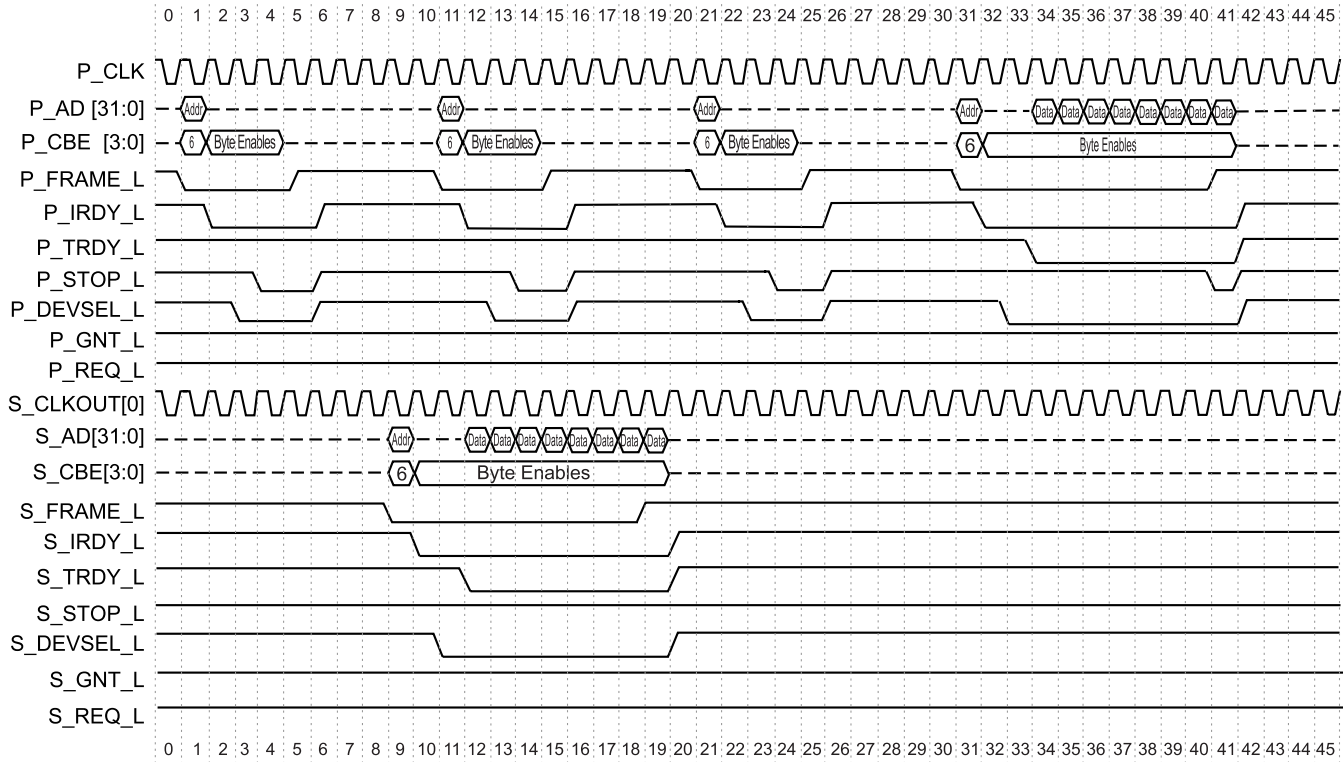 0 1 2 3 4 5 6 7 8 9 10 11 12 13 14 15 16 17 18 19 20 21 22 23 24 25 26 27 28 29 30 31 32 33 34 35 36 37 38 39 40 41 42 43 44 45
P_CLK
P_AD [31:0] Addr Addr Addr Addr Data Data Data Data Data Data Data Data
P_CBE [3:0] 6 Byte Enables 6 Byte Enables 6 Byte Enables 6 Byte Enables
P_FRAME_L
P_IRDY_L
P_TRDY_L
P_STOP_L
P_DEVSEL_L
P_GNT_L
P_REQ_L
S_CLKOUT[0]
S_AD[31:0] Addr Data Data Data Data Data Data Data Data
S_CBE[3:0] 6 Byte Enables
S_FRAME_L
S_IRDY_L
S_TRDY_L
S_STOP_L
S_DEVSEL_L
S_GNT_L
S_REQ_L
0 1 2 3 4 5 6 7 8 9 10 11 12 13 14 15 16 17 18 19 20 21 22 23 24 25 26 27 28 29 30 31 32 33 34 35 36 37 38 39 40 41 42 43 44 45